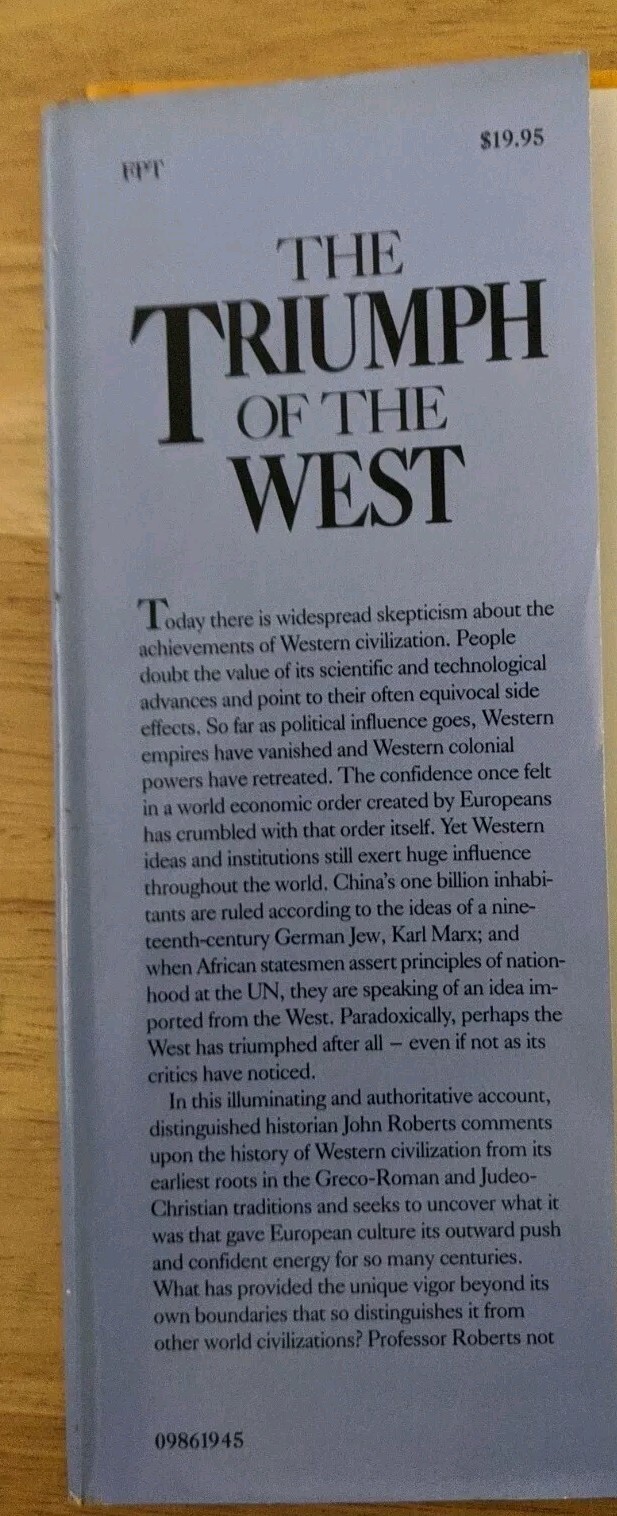 FPT
$19.95
THE
TRIUMPH
OF THE
WEST
Today there is widespread skepticism about the
achievements of Western civilization. People
doubt the value of its scientific and technological
advances and point to their often equivocal side
effects. So far as political influence goes, Western
empires have vanished and Western colonial
powers have retreated. The confidence once felt
in a world economic order created by Europeans
has crumbled with that order itself. Yet Western
ideas and institutions still exert huge influence
throughout the world. China's one billion inhabi-
tants are ruled according to the ideas of a nine-
teenth-century German Jew, Karl Marx; and
when African statesmen assert principles of nation-
hood at the UN, they are speaking of an idea im-
ported from the West. Paradoxically, perhaps the
West has triumphed after all – even if not as its
critics have noticed.
In this illuminating and authoritative account,
distinguished historian John Roberts comments
upon the history of Western civilization from its
earliest roots in the Greco-Roman and Judeo-
Christian traditions and seeks to uncover what it
was that gave European culture its outward push
and confident energy for so many centuries.
What has provided the unique vigor beyond its
own boundaries that so distinguishes it from
other world civilizations? Professor Roberts not
09861945